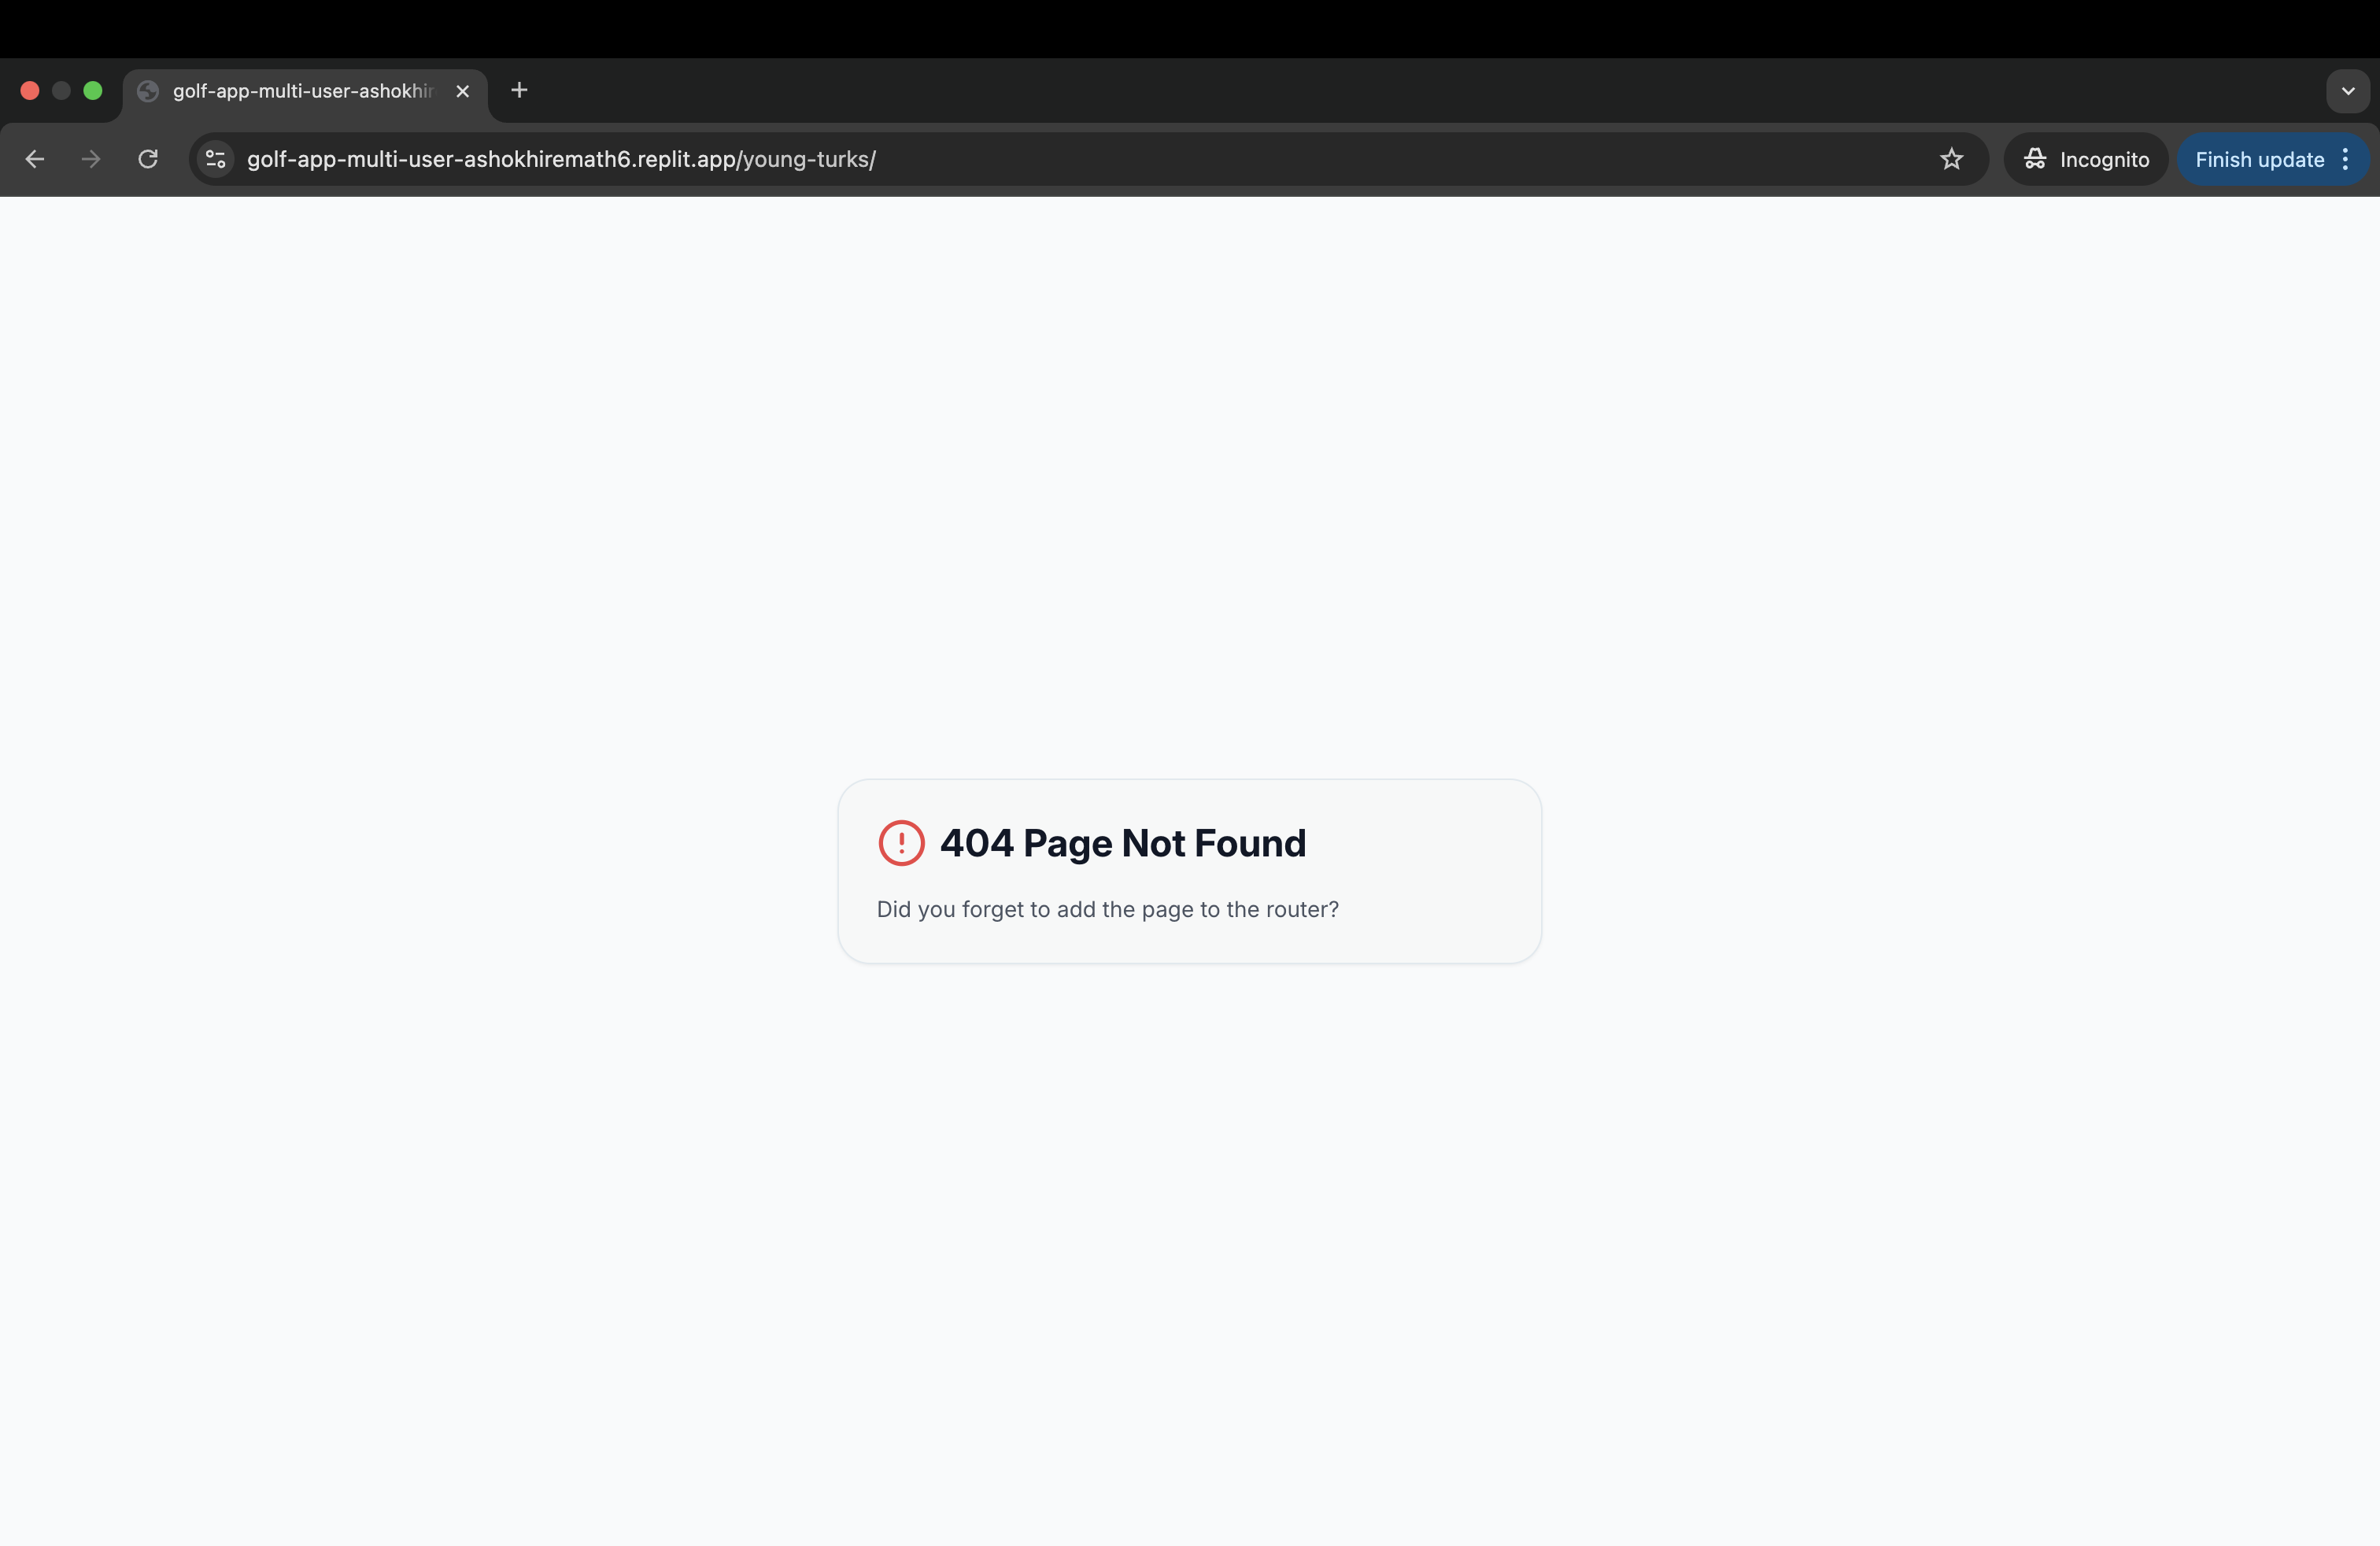 golf-app-multi-user-ashokhir
golf-app-multi-user-ashokhiremath6.replit.app/young-turks/
Incognito
Finish update
404 Page Not Found
Did you forget to add the page to the router?